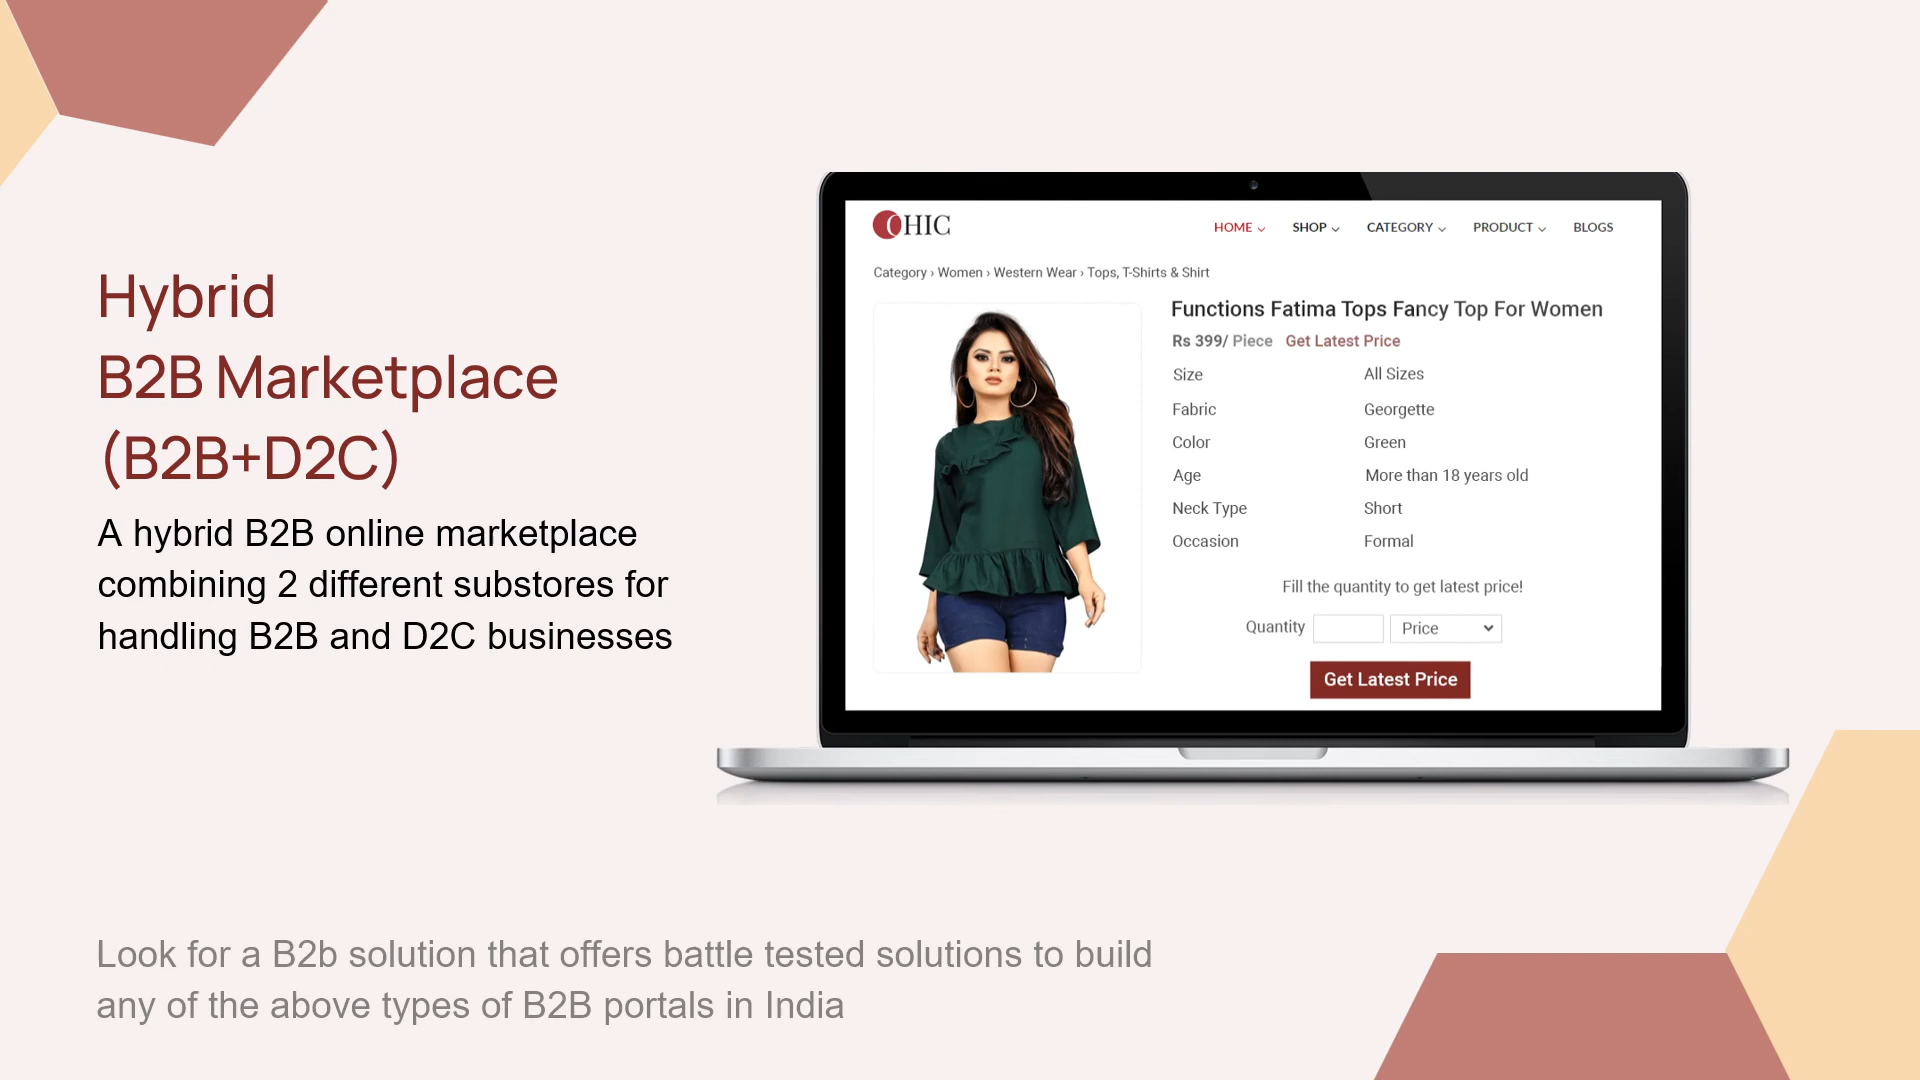 Hybrid
B2B Marketplace
(B2B+D2C)
A hybrid B2B online marketplace
combining 2 different substores for
handling B2B and D2C businesses
CHIC
HOME SHOP CATEGORY PRODUCT BLOGS
Category › Women › Western Wear › Tops, T-Shirts & Shirt
Functions Fatima Tops Fancy Top For Women
Rs 399/ Piece Get Latest Price
Size All Sizes
Fabric Georgette
Color Green
Age More than 18 years old
Neck Type Short
Occasion Formal
Fill the quantity to get latest price!
Quantity Price
Get Latest Price
Look for a B2b solution that offers battle tested solutions to build
any of the above types of B2B portals in India